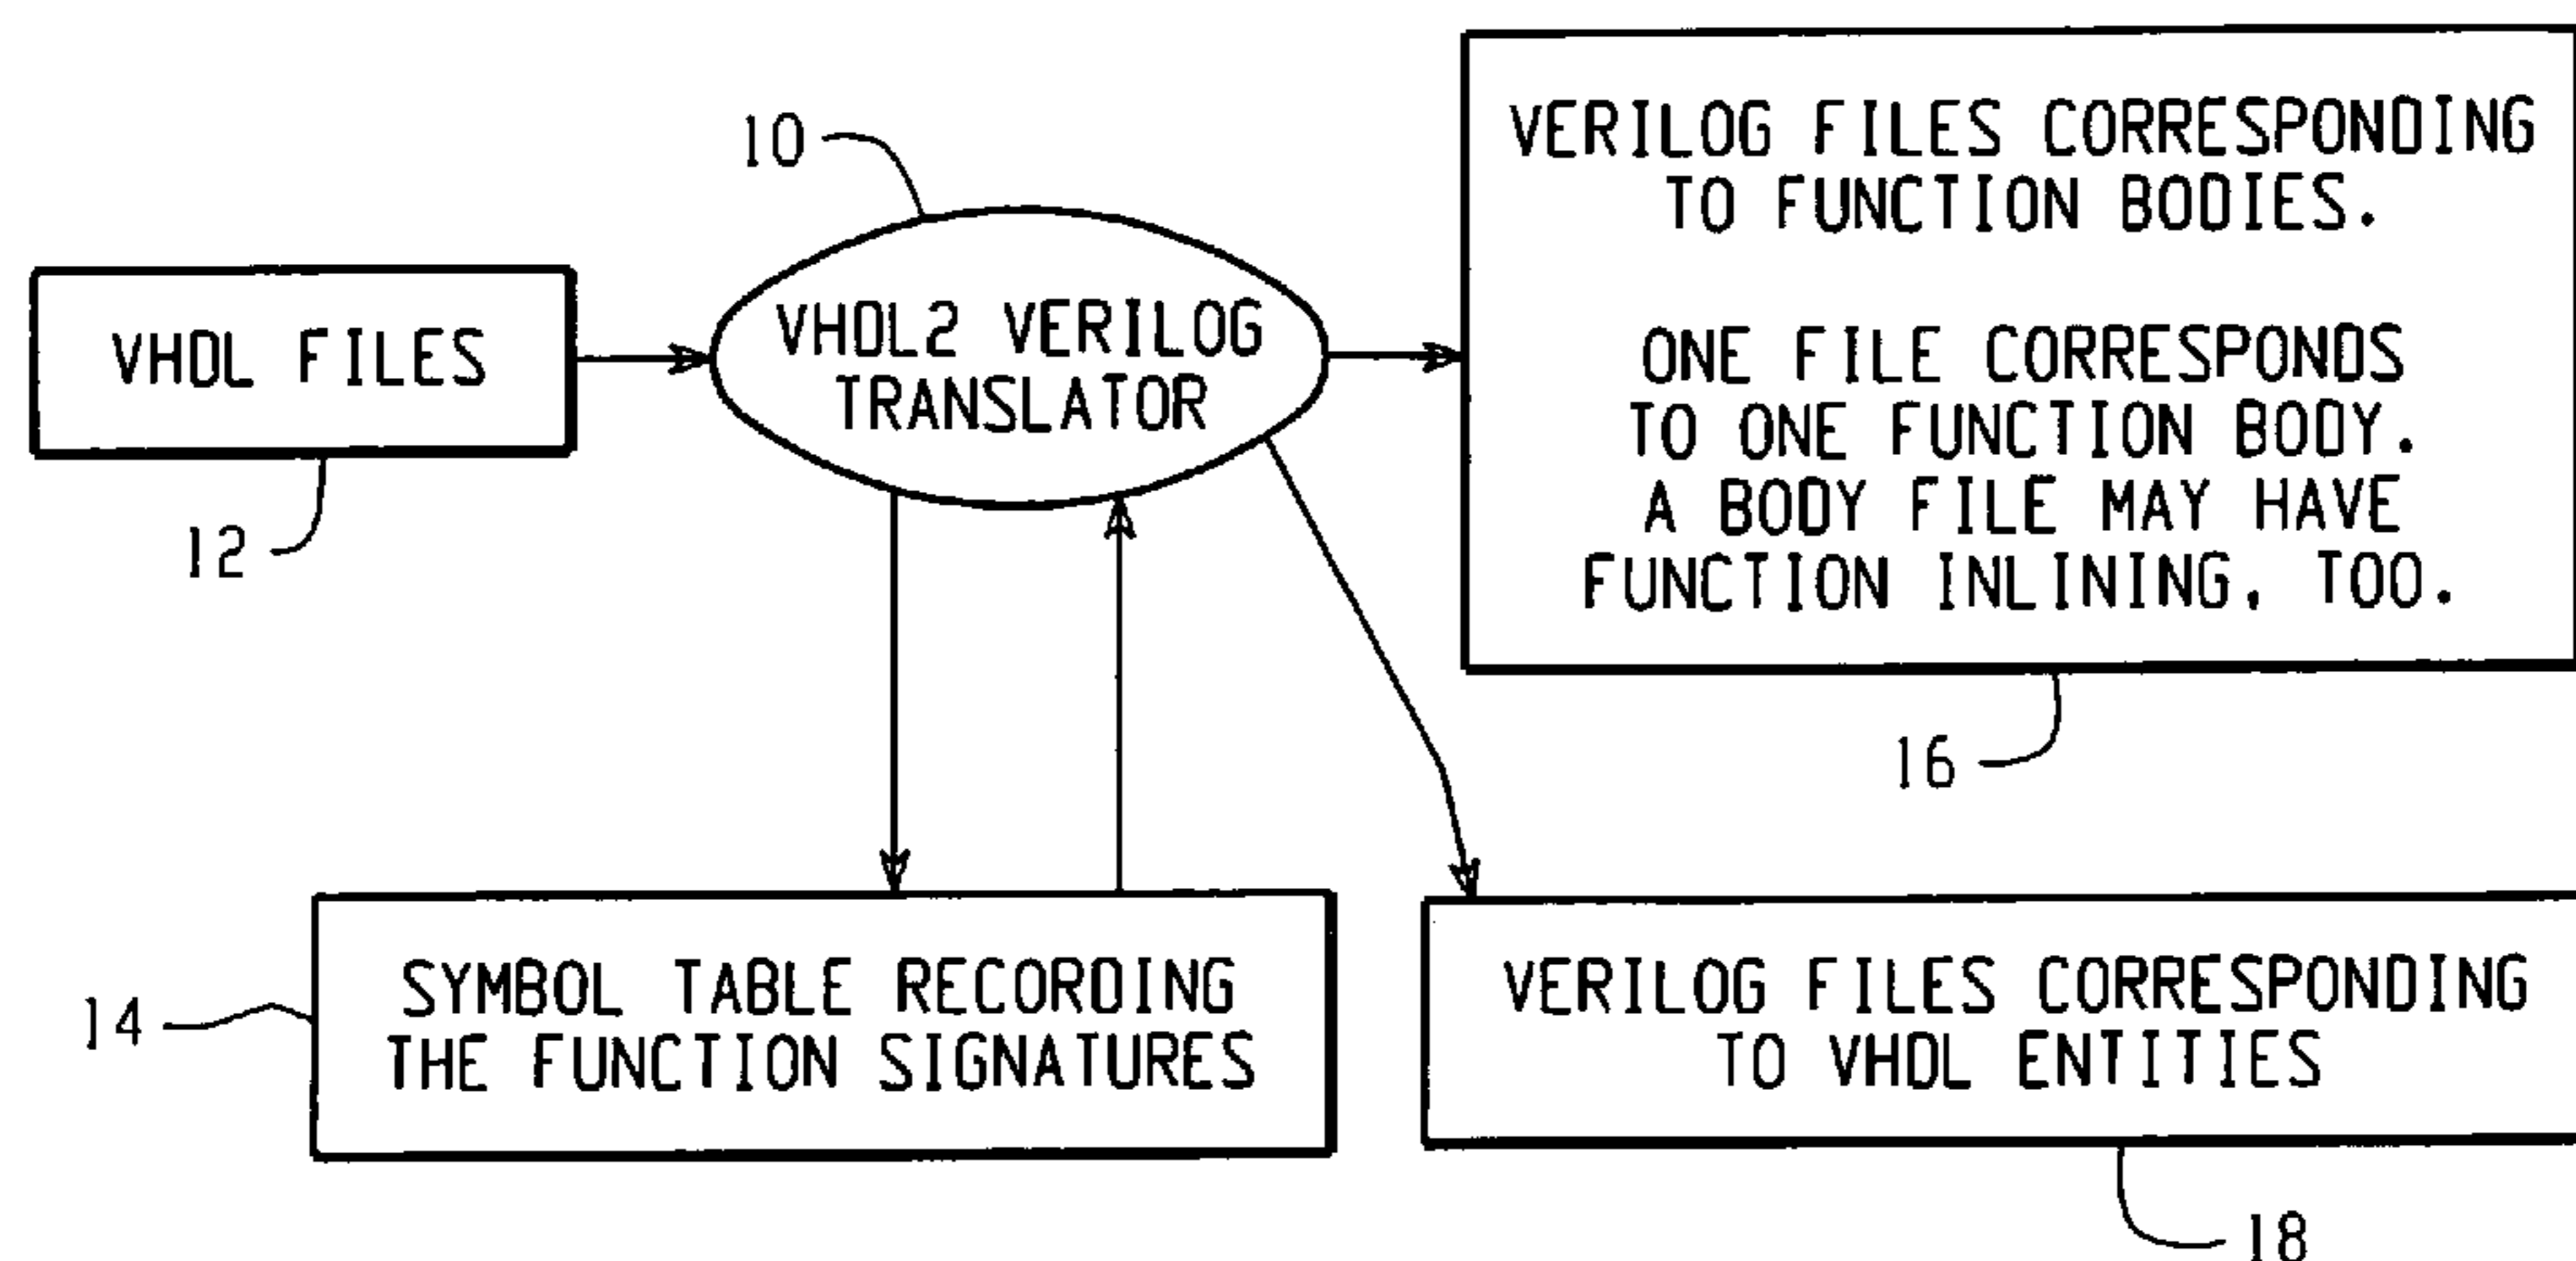 10
VHDL FILES
12
VHDL2 VERILOG
TRANSLATOR
VERILOG FILES CORRESPONDING
TO FUNCTION BODIES.
ONE FILE CORRESPONDS
TO ONE FUNCTION BODY.
A BODY FILE MAY HAVE
FUNCTION INLINING, TOO.
16
14
SYMBOL TABLE RECORDING
THE FUNCTION SIGNATURES
VERILOG FILES CORRESPONDING
TO VHDL ENTITIES
18